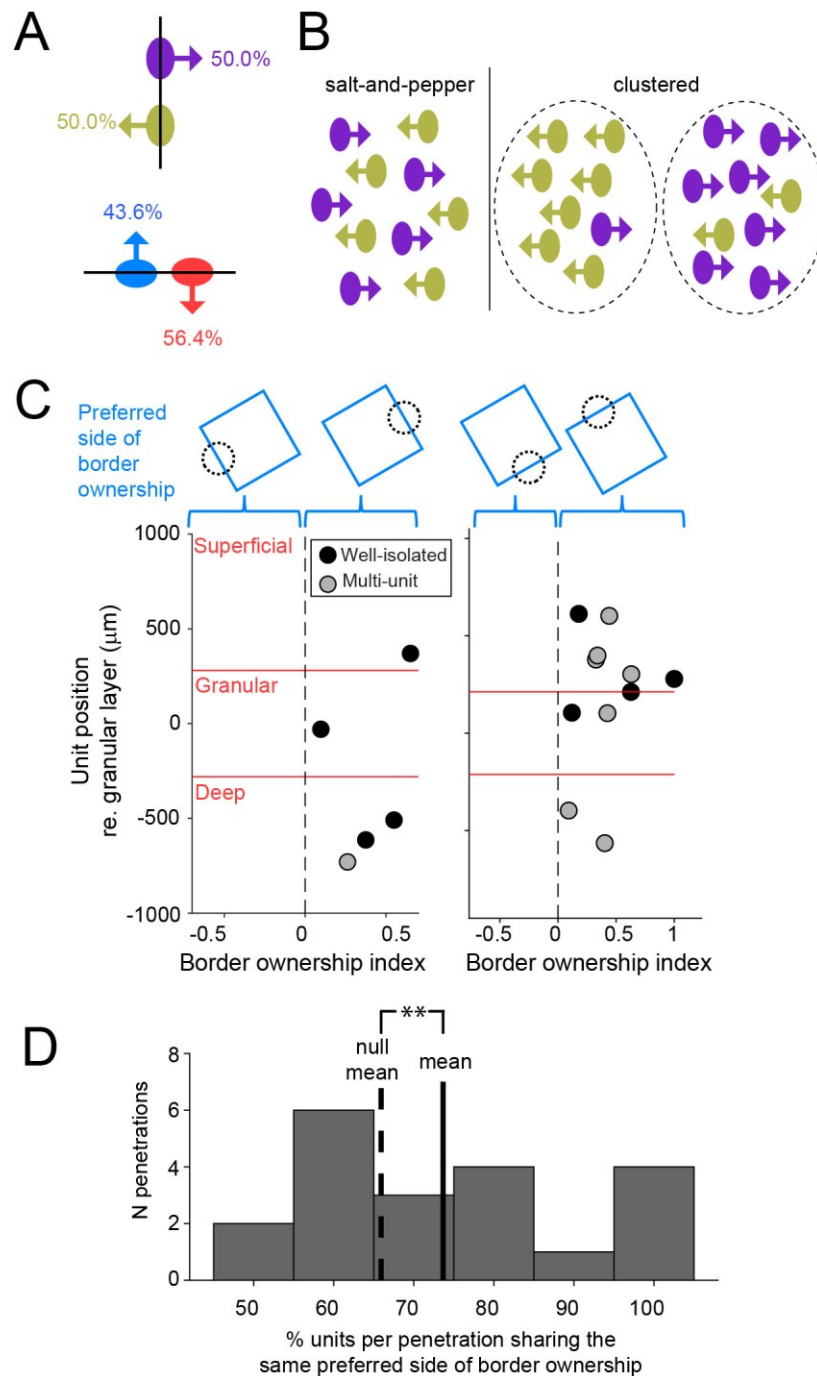 A
50.0%
50.0%
43.6%
56.4%
B
salt-and-pepper
clustered
C
Preferred
side of
border
ownership
1000
500
0
-500
-1000
Unit position
re. granular layer (μm)
Superficial
Granular
Deep
Well-isolated
Multi-unit
-0.5 0 0.5
Border ownership index
-0.5 0 0.5 1
Border ownership index
D
**
null
mean
mean
8
6
4
2
0
N penetrations
50 60 70 80 90 100
% units per penetration sharing the
same preferred side of border ownership